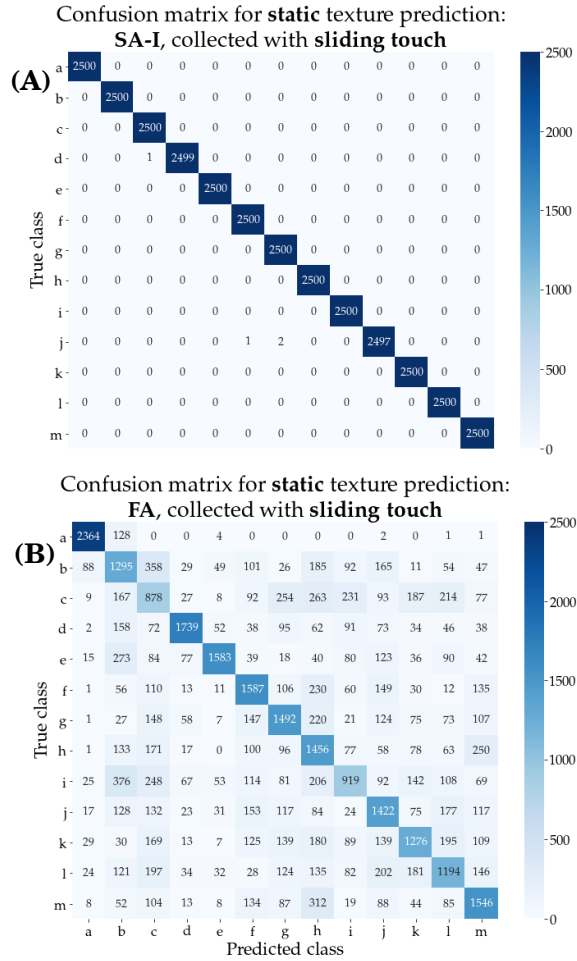 Confusion matrix for static texture prediction:
SA-I, collected with sliding touch
(A)
True class
a 2500 0 0 0 0 0 0 0 0 0 0 0 0
b 0 2500 0 0 0 0 0 0 0 0 0 0 0
c 0 0 2500 0 0 0 0 0 0 0 0 0 0
d 0 0 1 2499 0 0 0 0 0 0 0 0 0
e 0 0 0 0 2500 0 0 0 0 0 0 0 0
f 0 0 0 0 0 2500 0 0 0 0 0 0 0
g 0 0 0 0 0 0 2500 0 0 0 0 0 0
h 0 0 0 0 0 0 0 2500 0 0 0 0 0
i 0 0 0 0 0 0 0 0 2500 0 0 0 0
j 0 0 0 0 0 1 2 0 0 2497 0 0 0
k 0 0 0 0 0 0 0 0 0 0 2500 0 0
l 0 0 0 0 0 0 0 0 0 0 0 2500 0
m 0 0 0 0 0 0 0 0 0 0 0 0 2500
2500
2000
1500
1000
500
0
Confusion matrix for static texture prediction:
FA, collected with sliding touch
(B)
True class
a 2364 128 0 0 4 0 0 0 0 2 0 1 1
b 88 1295 358 29 49 101 26 185 92 165 11 54 47
c 9 167 878 27 8 92 254 263 231 93 187 214 77
d 2 158 72 1739 52 38 95 62 91 73 34 46 38
e 15 273 84 77 1583 39 18 40 80 123 36 90 42
f 1 56 110 13 11 1587 106 230 60 149 30 12 135
g 1 27 148 58 7 147 1492 220 21 124 75 73 107
h 1 133 171 17 0 100 96 1456 77 58 78 63 250
i 25 376 248 67 53 114 81 206 919 92 142 108 69
j 17 128 132 23 31 153 117 84 24 1422 75 177 117
k 29 30 169 13 7 125 139 180 89 139 1276 195 109
l 24 121 197 34 32 28 124 135 82 202 181 1194 146
m 8 52 104 13 8 134 87 312 19 88 44 85 1546
a b c d e f g h i j k l m
Predicted class
2500
2000
1500
1000
500
0